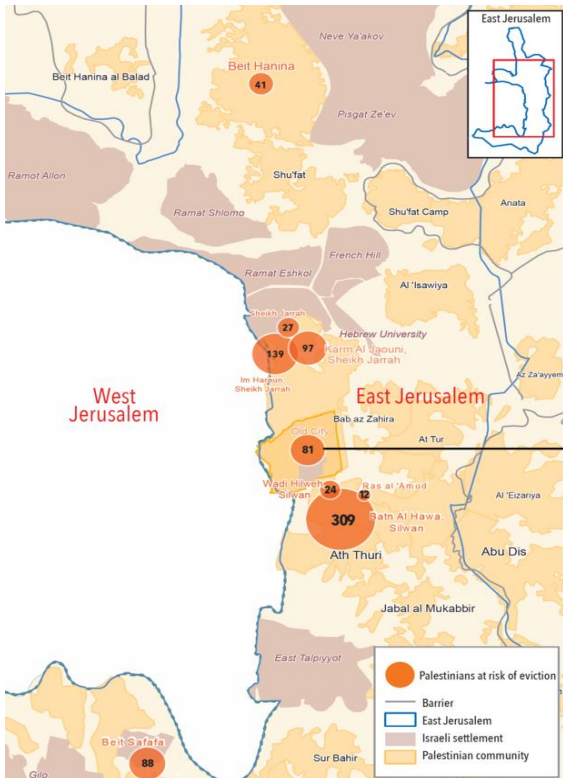 East Jerusalem
Neve Ya'akov
Beit Hanina
41
Beit Hanina al Balad
Pisgat Ze'ev
Shu'fat
Ramot Allon
Ramat Shlomo
Shu'fat Camp
Anata
French Hill
Ramat Eshkol
Al 'Isawiya
Sheikh Jarrah
27
Hebrew University
139
97
Karm Al Jaouni,
Sheikh Jarrah
Im Haroun,
Sheikh Jarrah
Az Za'ayyem
West
Jerusalem
East Jerusalem
Bab az Zahira
Old City
At Tur
81
Wadi Hilweh,
Silwan
24
Ras al 'Amud
12
Al 'Eizariya
309
Batn Al Hawa,
Silwan
Ath Thuri
Abu Dis
Jabal al Mukabbir
East Talpiyyot
Palestinians at risk of eviction
Barrier
East Jerusalem
Israeli settlement
Palestinian community
Beit Safafa
88
Sur Bahir
Gilo